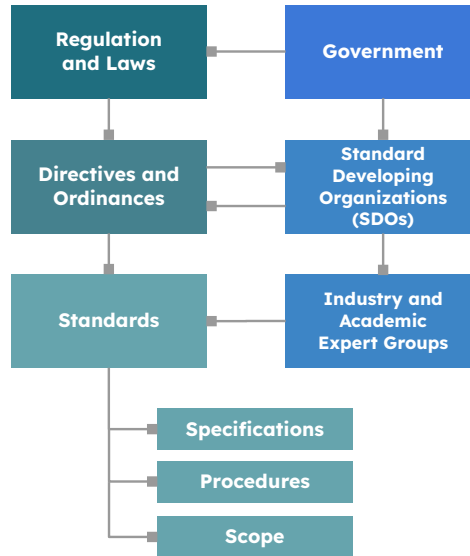 Regulation
and Laws
Government
Directives and
Ordinances
Standard
Developing
Organizations
(SDOs)
Standards
Industry and
Academic
Expert Groups
Specifications
Procedures
Scope